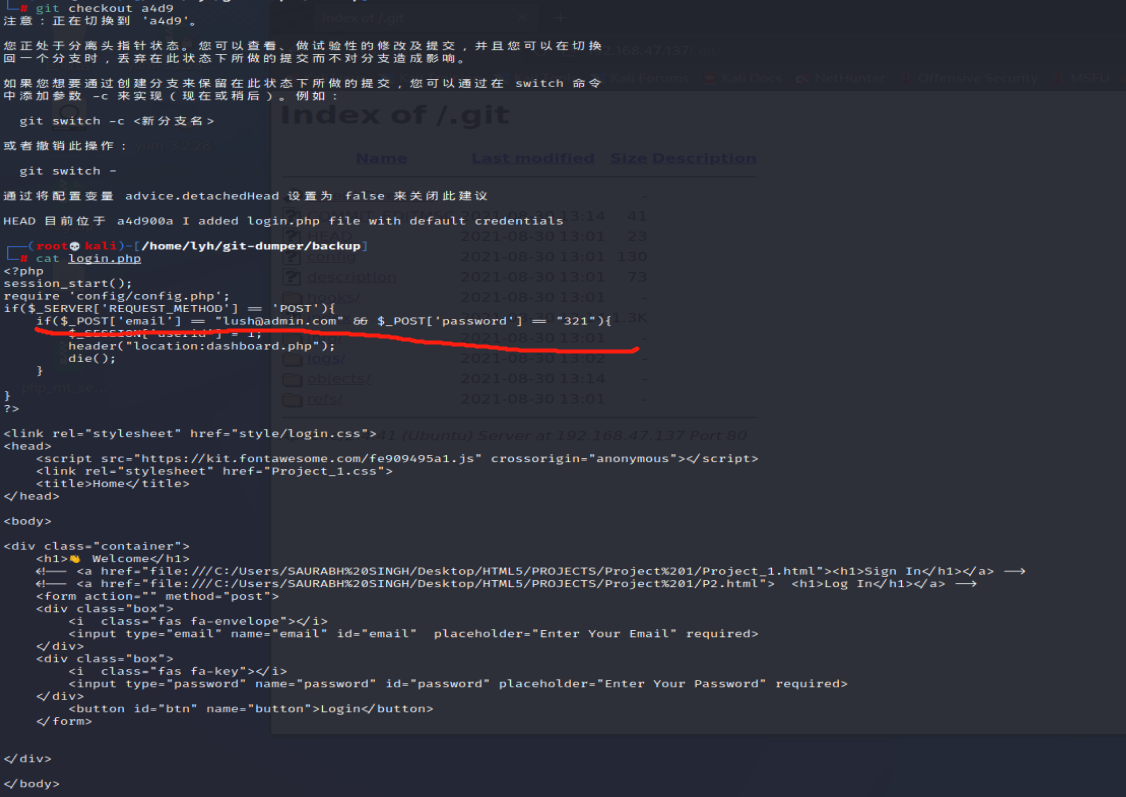 git checkout a4d9
注意：正在切换到 'a4d9'。
您正处于分离头指针状态。您可以查看、做试验性的修改及提交，并且您可以在切换
回一个分支时，丢弃在此状态下所做的提交而不对分支造成影响。
如果您想要通过创建分支来保留在此状态下所做的提交，您可以通过在 switch 命令
中添加参数 -c 来实现（现在或稍后）。例如：
git switch -c <新分支名>
或者撤销此操作：
git switch -
通过将配置变量 advice.detachedHead 设置为 false 来关闭此建议
HEAD 目前位于 a4d900a I added login.php file with default credentials
(root💀kali)-[/home/lyh/git-dumper/backup]
# cat login.php
<?php
session_start();
require 'config/config.php';
if($_SERVER['REQUEST_METHOD'] == 'POST'){
if($_POST['email'] == "lush@admin.com" && $_POST['password'] == "321"){
$_SESSION['userid'] = 1;
header("location:dashboard.php");
die();
}
}
?>
<link rel="stylesheet" href="style/login.css">
<head>
<script src="https://kit.fontawesome.com/fe909495a1.js" crossorigin="anonymous"></script>
<link rel="stylesheet" href="Project_1.css">
<title>Home</title>
</head>
<body>
<div class="container">
<h1>👋 Welcome</h1>
<!-- <a href="file:///C:/Users/SAURABH%20SINGH/Desktop/HTML5/PROJECTS/Project%201/Project_1.html"><h1>Sign In</h1></a> -->
<!-- <a href="file:///C:/Users/SAURABH%20SINGH/Desktop/HTML5/PROJECTS/Project%201/P2.html">  <h1>Log In</h1></a> -->
<form action="" method="post">
<div class="box">
<i  class="fas fa-envelope"></i>
<input type="email" name="email" id="email"  placeholder="Enter Your Email" required>
</div>
<div class="box">
<i  class="fas fa-key"></i>
<input type="password" name="password" id="password" placeholder="Enter Your Password" required>
</div>
<button id="btn" name="button">Login</button>
</form>
</div>
</body>
Index of /.git
192.168.47.137
Kali Forums Kali Docs NetHunter Offensive Security MSFU
Index of /.git
Name Last modified Size Description
2021-08-30 13:14 41
HEAD 2021-08-30 13:01 23
config 2021-08-30 13:01 130
description 2021-08-30 13:01 73
hooks/ 2021-08-30 13:01 -
2021-08-30 13:01 -
logs/ 2021-08-30 13:02 -
objects/ 2021-08-30 13:14 -
refs/ 2021-08-30 13:01 -
(Ubuntu) Server at 192.168.47.137 Port 80